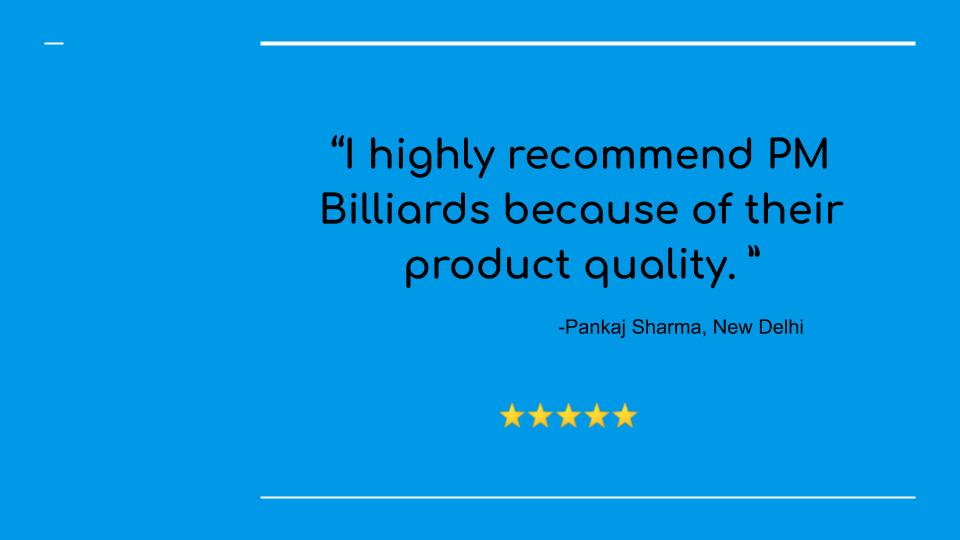 “I highly recommend PM
Billiards because of their
product quality. ”
-Pankaj Sharma, New Delhi